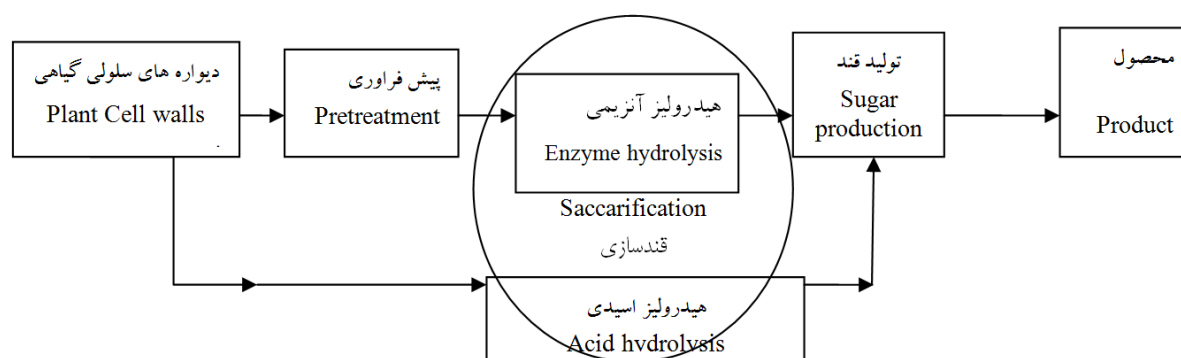 دیواره های سلولی گیاهی
Plant Cell walls
پیش فراوری
Pretreatment
هیدرولیز آنزیمی
Enzyme hydrolysis
Saccarification
قندسازی
تولید قند
Sugar
production
محصول
Product
هیدرولیز اسیدی
Acid hydrolysis